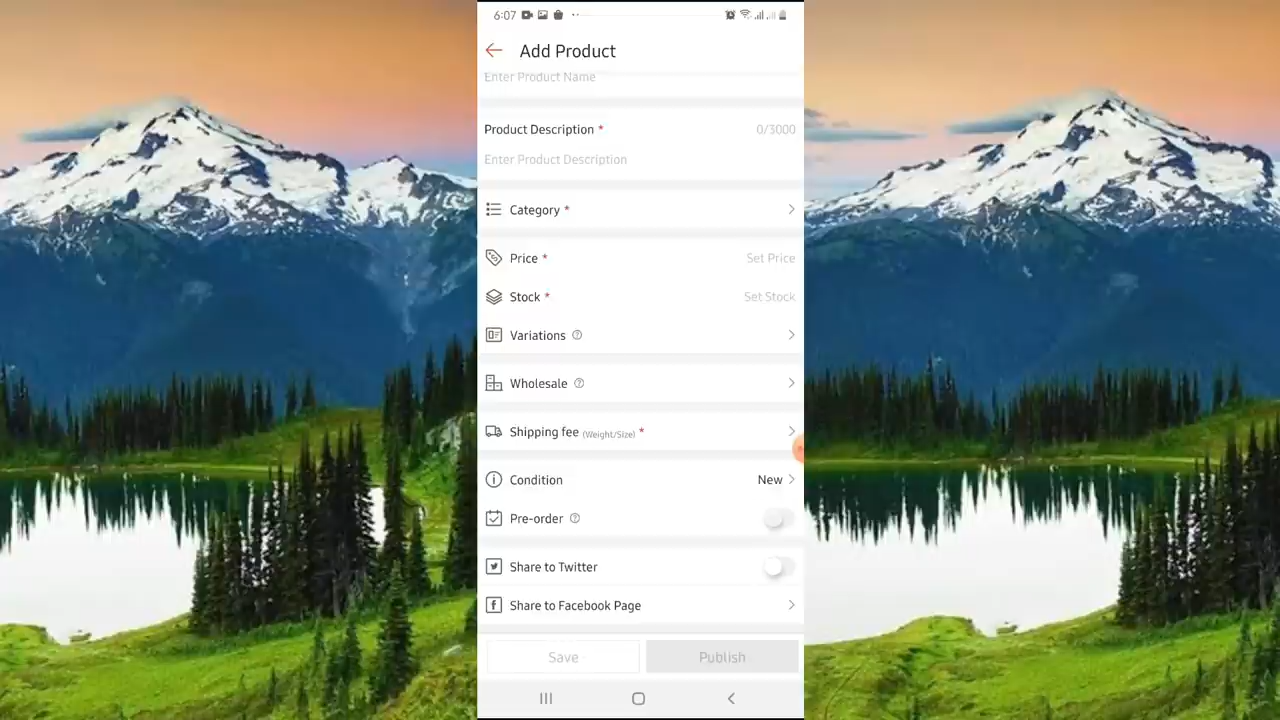 6:07
Add Product
Enter Product Name
Product Description * 0/3000
Enter Product Description
Category *
Price * Set Price
Stock * Set Stock
Variations
Wholesale
Shipping fee (Weight/Size) *
Condition New
Pre-order
Share to Twitter
Share to Facebook Page
Save Publish